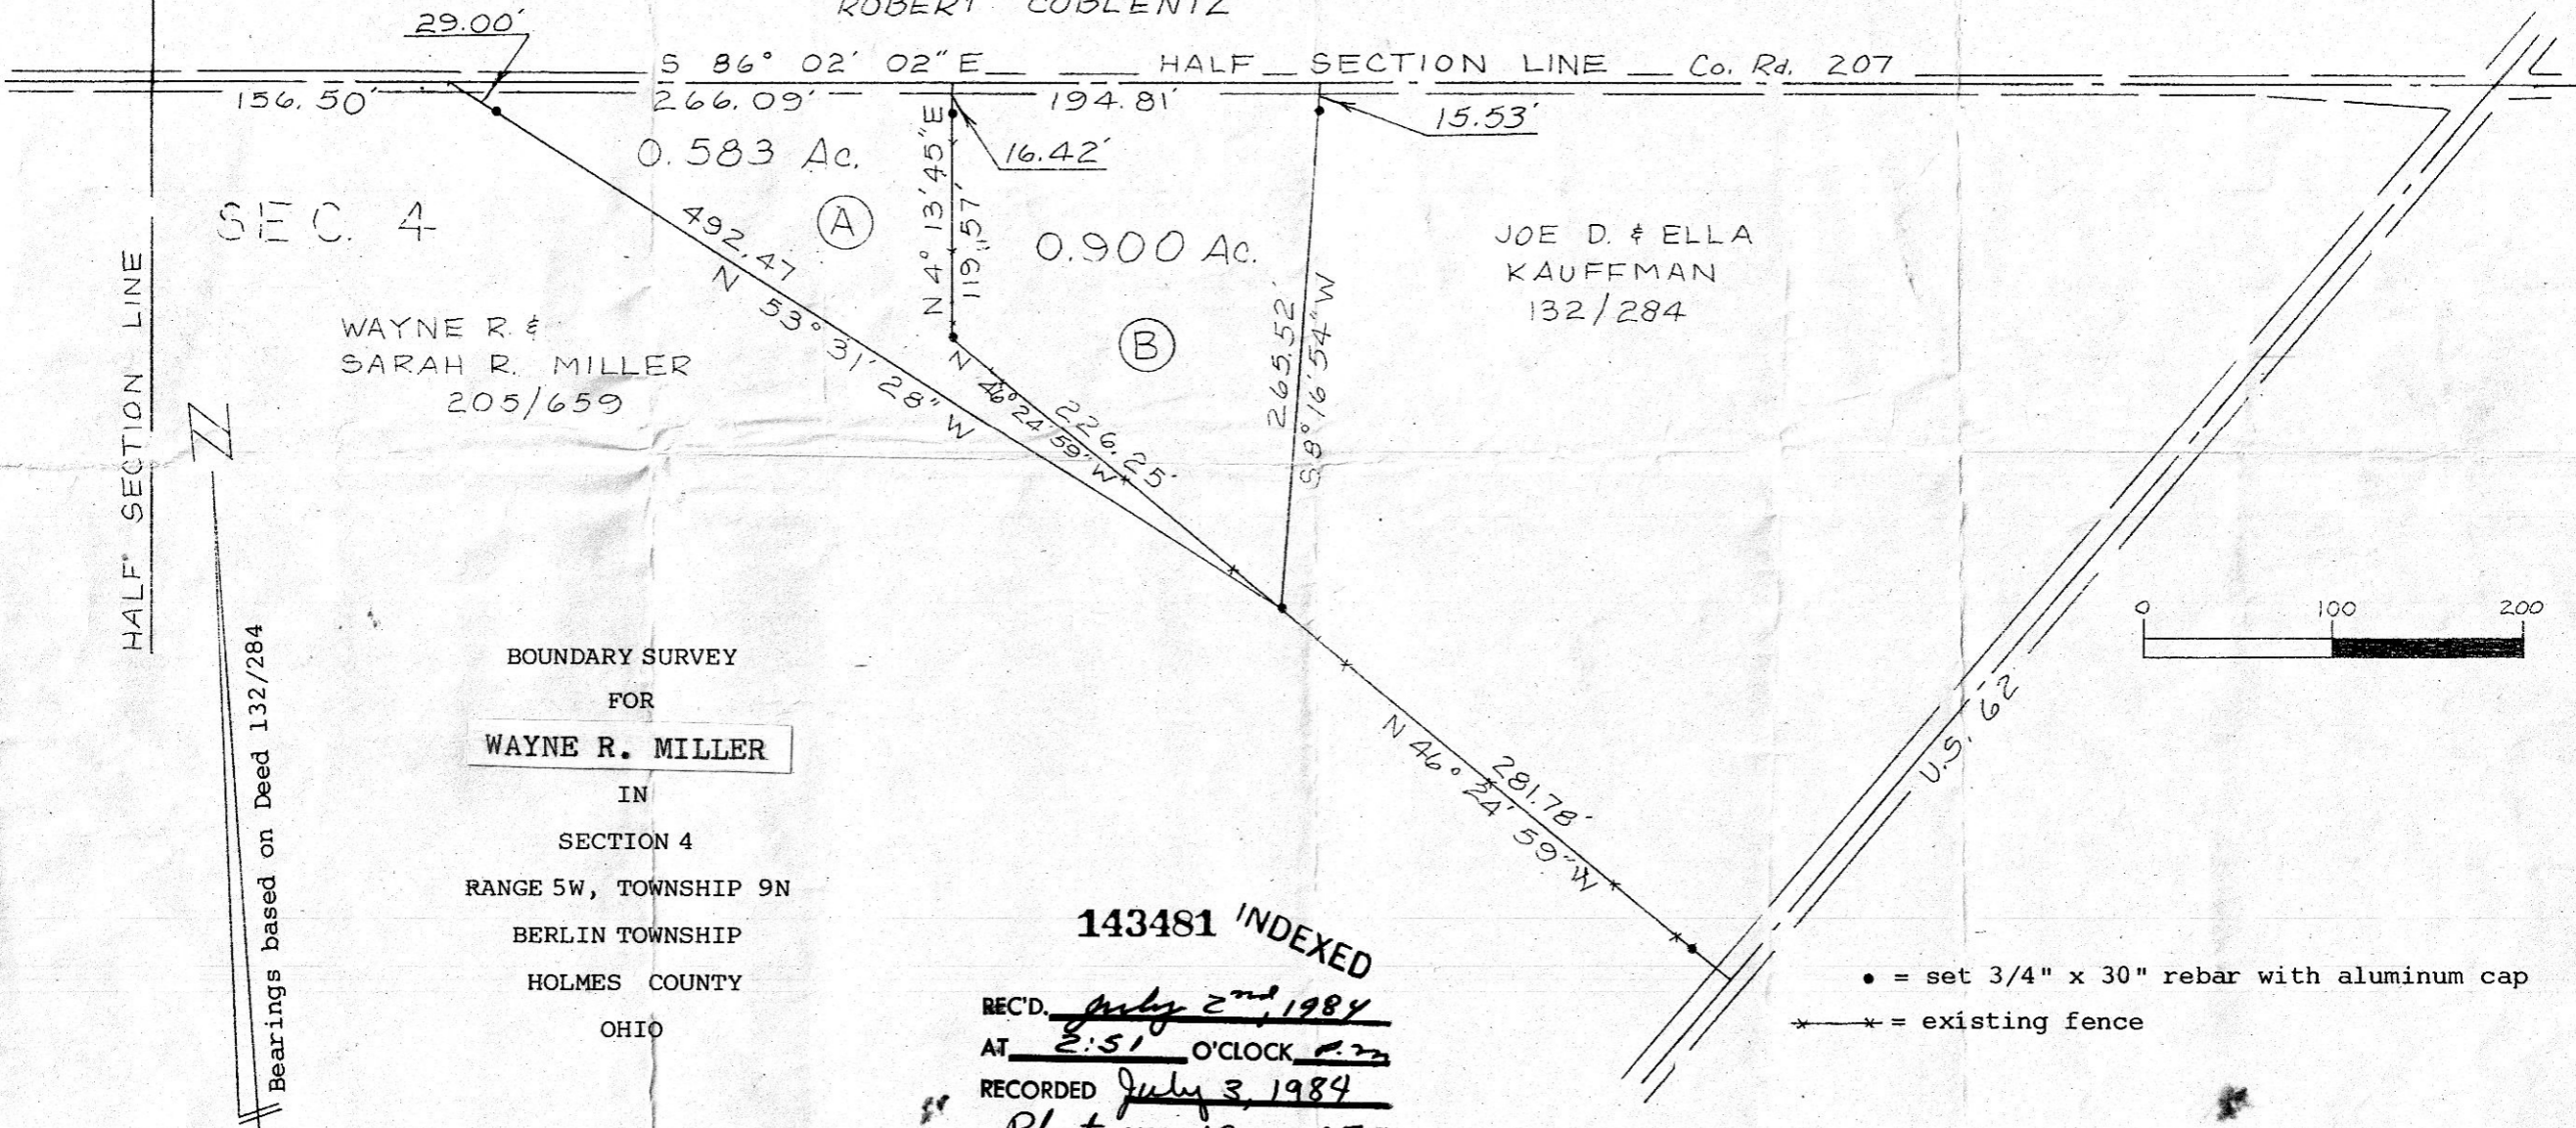 ROBERT COBLENTZ
29.00'
S 86° 02' 02" E HALF SECTION LINE Co. Rd. 207
156.50'
266.09'
194.81'
15.53'
16.42'
0.583 Ac.
N 4° 13' 45" E
119.57'
SEC. 4
A
492.47
N 53° 31' 28" W
0.900 Ac.
B
JOE D. & ELLA
KAUFFMAN
132/284
265.52'
S 8° 16' 54" W
HALF SECTION LINE
WAYNE R. &
SARAH R. MILLER
205/659
N 46° 24' 59" W
226.25'
N
Bearings based on Deed 132/284
0 100 200
U.S. 62
281.78'
N 46° 24' 59" W
BOUNDARY SURVEY
FOR
WAYNE R. MILLER
IN
SECTION 4
RANGE 5W, TOWNSHIP 9N
BERLIN TOWNSHIP
HOLMES COUNTY
OHIO
143481 INDEXED
REC'D. July 2nd, 1984
AT 2:51 O'CLOCK P.M
RECORDED July 3, 1984
• = set 3/4" x 30" rebar with aluminum cap
x———x = existing fence